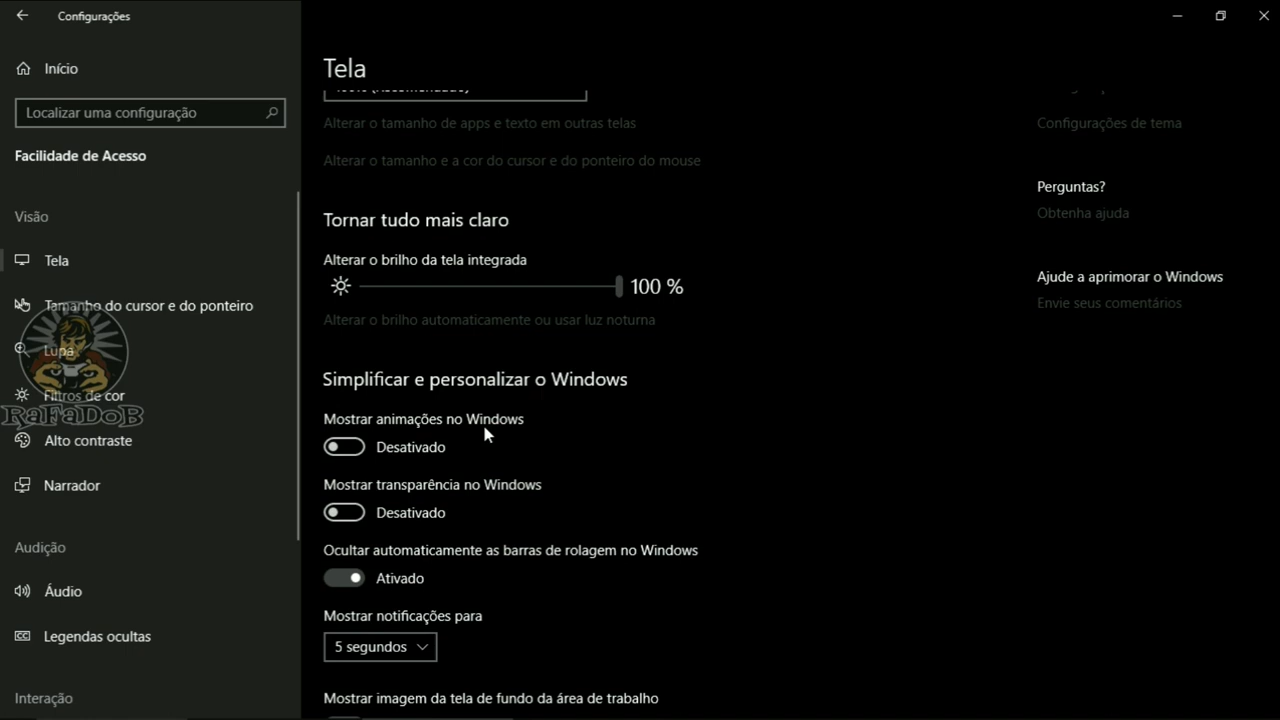 Configurações
Início
Localizar uma configuração
Facilidade de Acesso
Visão
Tela
Tamanho do cursor e do ponteiro
Lupa
Filtros de cor
RaFaDoB
Alto contraste
Narrador
Audição
Áudio
Legendas ocultas
Interação
Tela
100% (Recomendado)
Alterar o tamanho de apps e texto em outras telas
Alterar o tamanho e a cor do cursor e do ponteiro do mouse
Tornar tudo mais claro
Alterar o brilho da tela integrada
100 %
Alterar o brilho automaticamente ou usar luz noturna
Simplificar e personalizar o Windows
Mostrar animações no Windows
Desativado
Mostrar transparência no Windows
Desativado
Ocultar automaticamente as barras de rolagem no Windows
Ativado
Mostrar notificações para
5 segundos
Mostrar imagem da tela de fundo da área de trabalho
Configurações de tema
Perguntas?
Obtenha ajuda
Ajude a aprimorar o Windows
Envie seus comentários